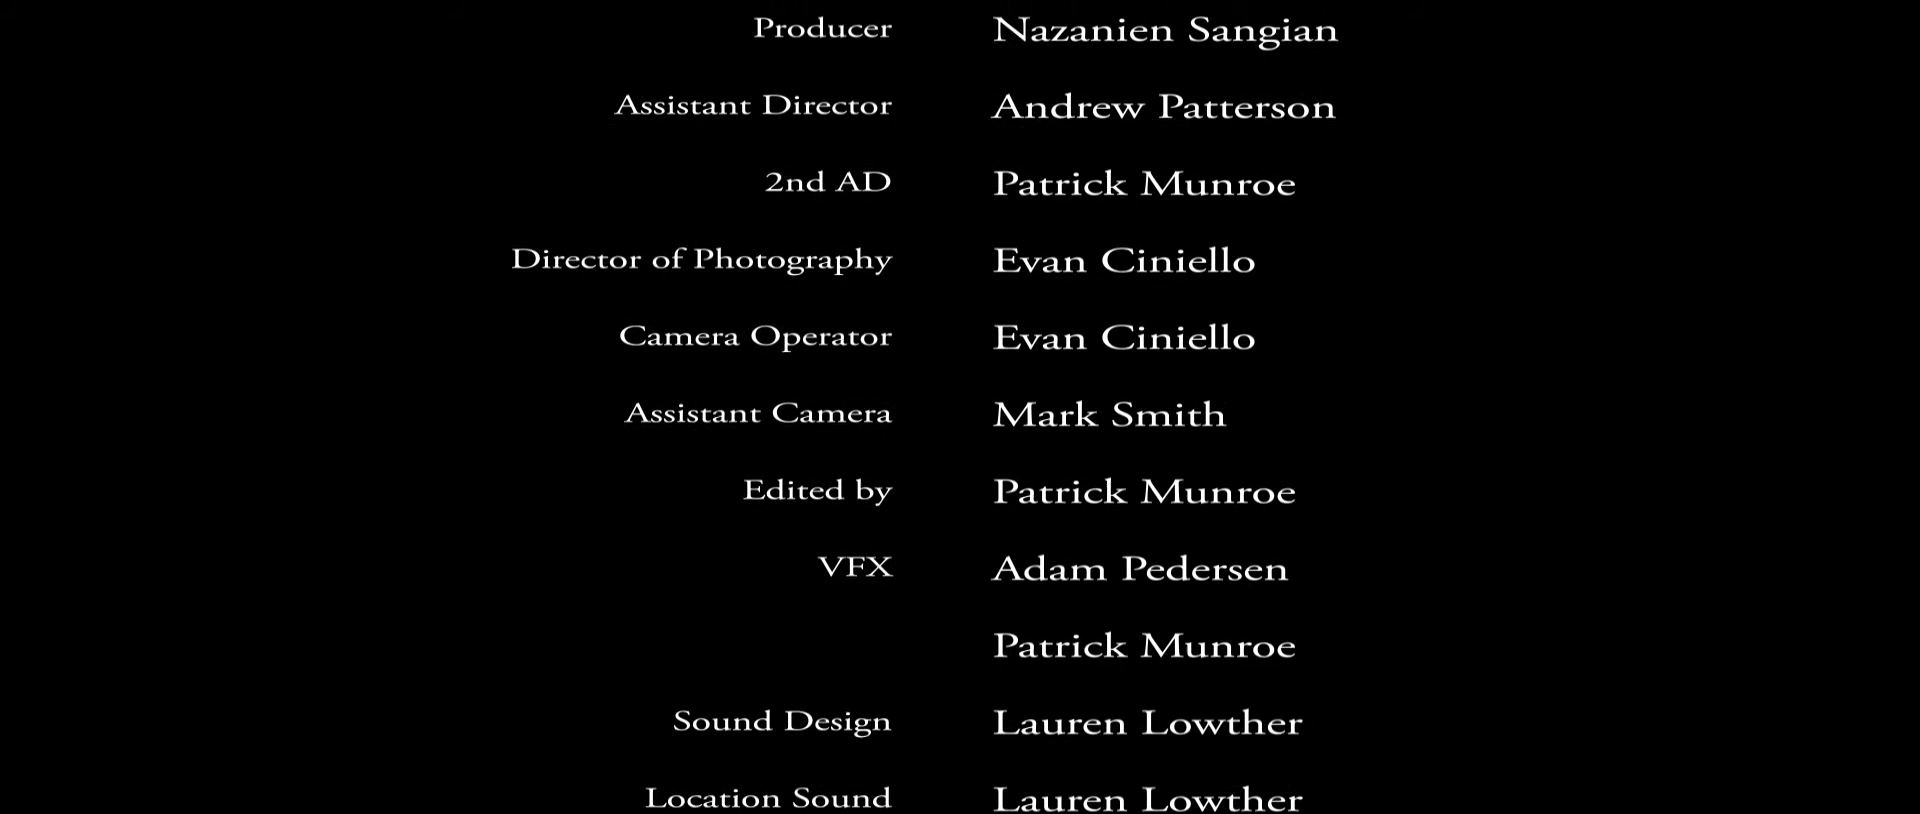 Producer Nazanien Sangian
Assistant Director Andrew Patterson
2nd AD Patrick Munroe
Director of Photography Evan Ciniello
Camera Operator Evan Ciniello
Assistant Camera Mark Smith
Edited by Patrick Munroe
VFX Adam Pedersen
Patrick Munroe
Sound Design Lauren Lowther
Location Sound Lauren Lowther